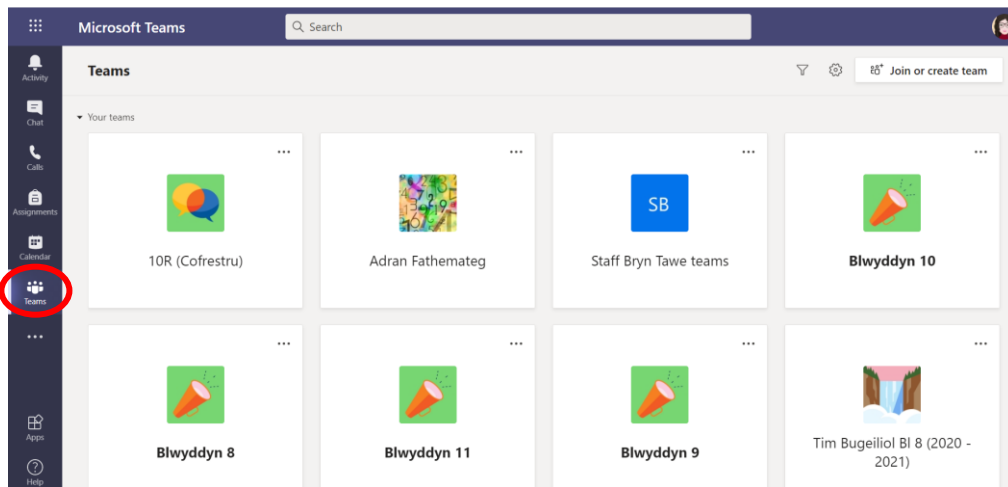 Microsoft Teams
Search
Activity
Chat
Calls
Assignments
Calendar
Teams
Apps
Help
Teams
Join or create team
Your teams
10R (Cofrestru)
Adran Fathemateg
SB
Staff Bryn Tawe teams
Blwyddyn 10
Blwyddyn 8
Blwyddyn 11
Blwyddyn 9
Tim Bugeiliol Bl 8 (2020 -
2021)